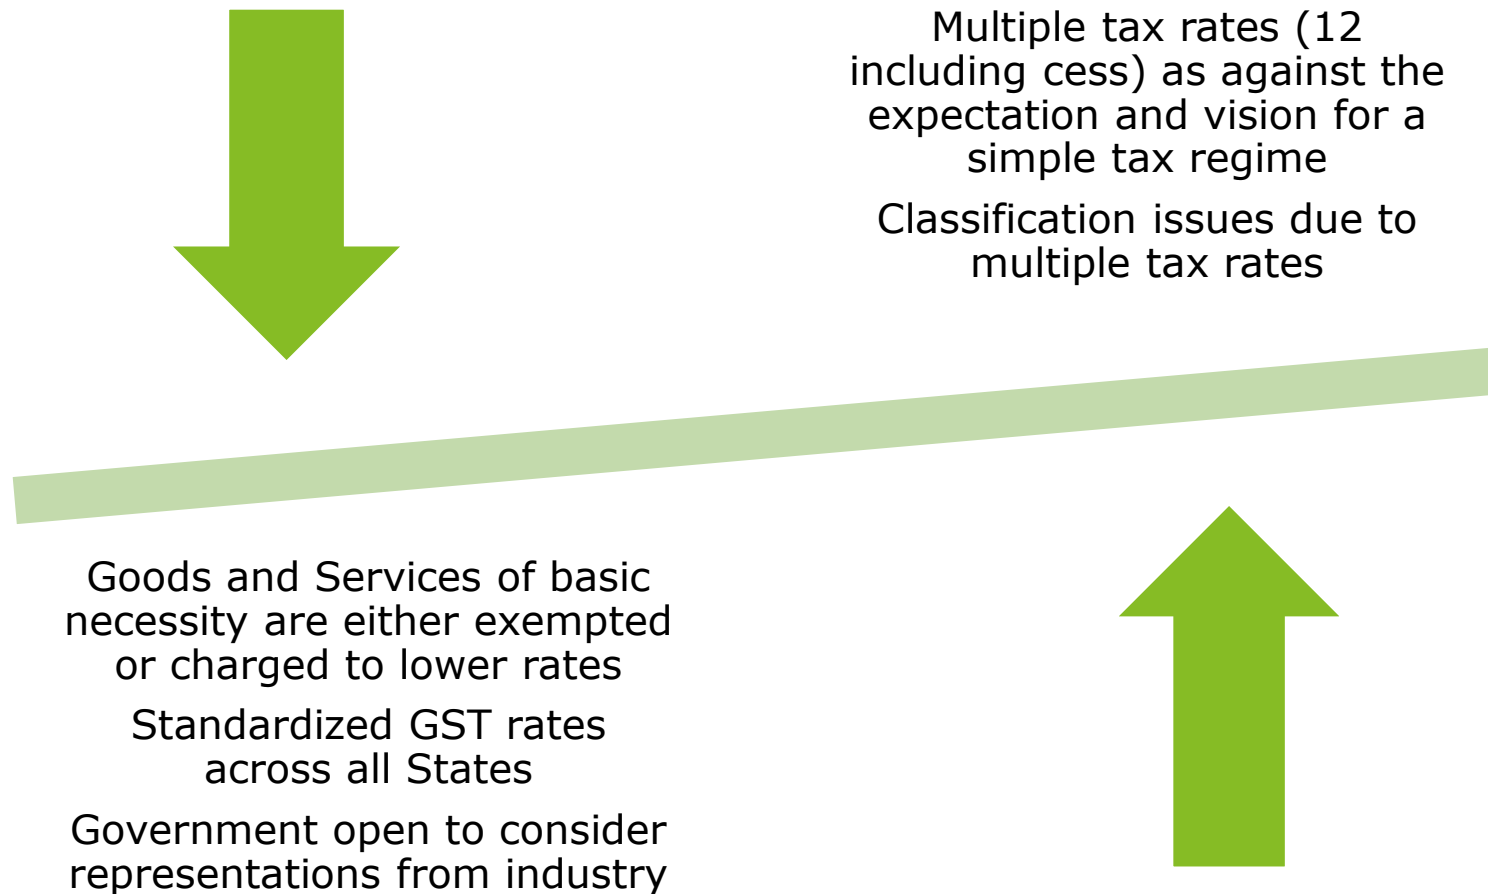 Multiple tax rates (12
including cess) as against the
expectation and vision for a
simple tax regime
Classification issues due to
multiple tax rates
Goods and Services of basic
necessity are either exempted
or charged to lower rates
Standardized GST rates
across all States
Government open to consider
representations from industry